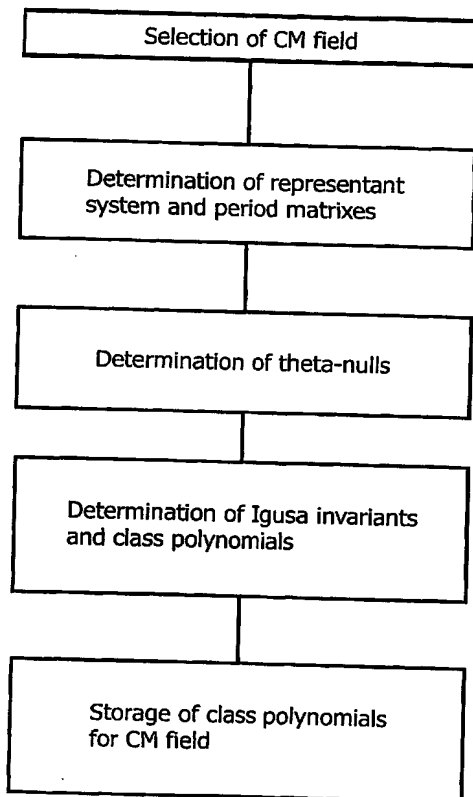 Selection of CM field
Determination of representant
system and period matrixes
Determination of theta-nulls
Determination of Igusa invariants
and class polynomials
Storage of class polynomials
for CM field